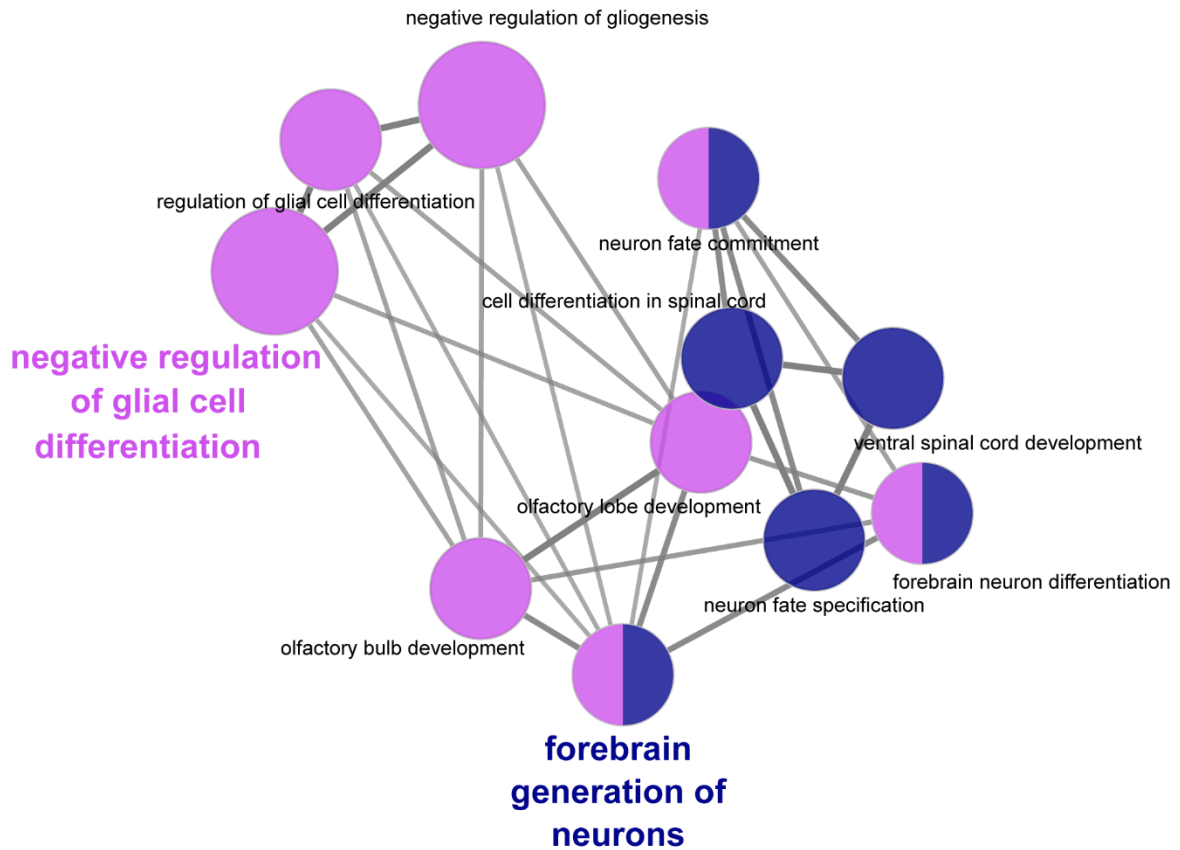 negative regulation of gliogenesis
regulation of glial cell differentiation
neuron fate commitment
cell differentiation in spinal cord
negative regulation
of glial cell
differentiation
ventral spinal cord development
olfactory lobe development
forebrain neuron differentiation
neuron fate specification
olfactory bulb development
forebrain
generation of
neurons